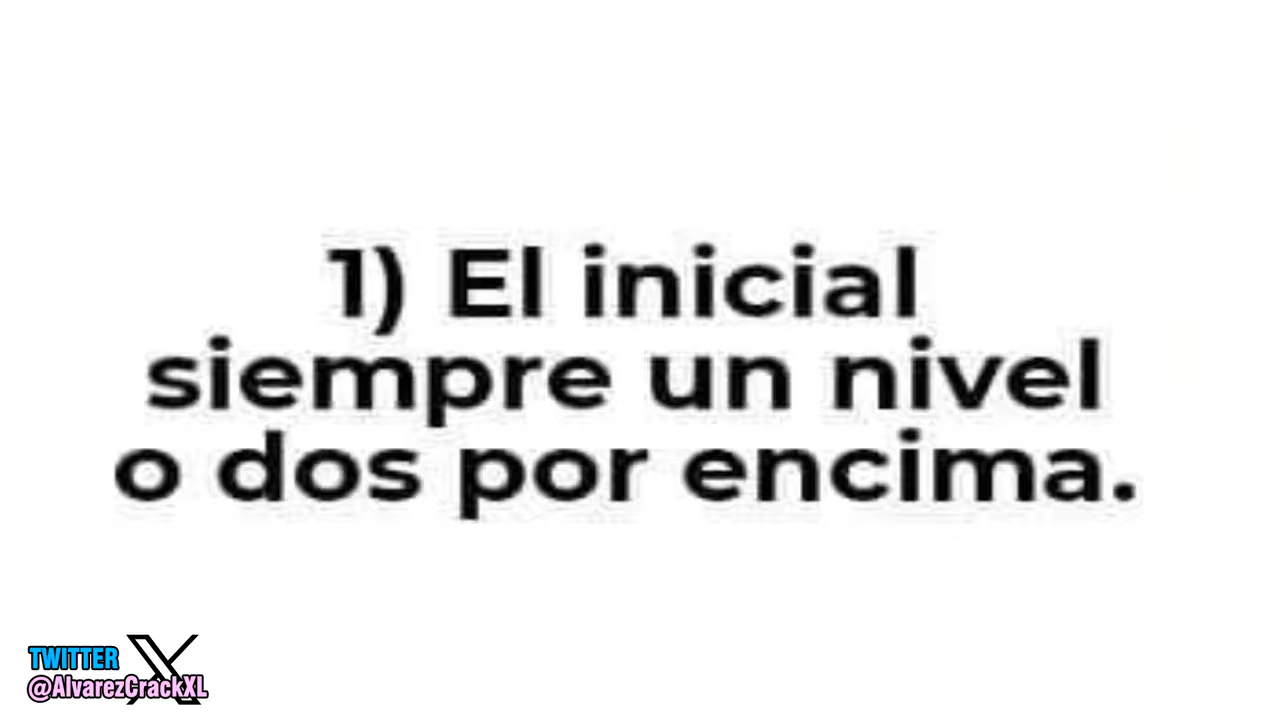 1) El inicial
siempre un nivel
o dos por encima.
TWITTER X
@AlvarezCrackXL